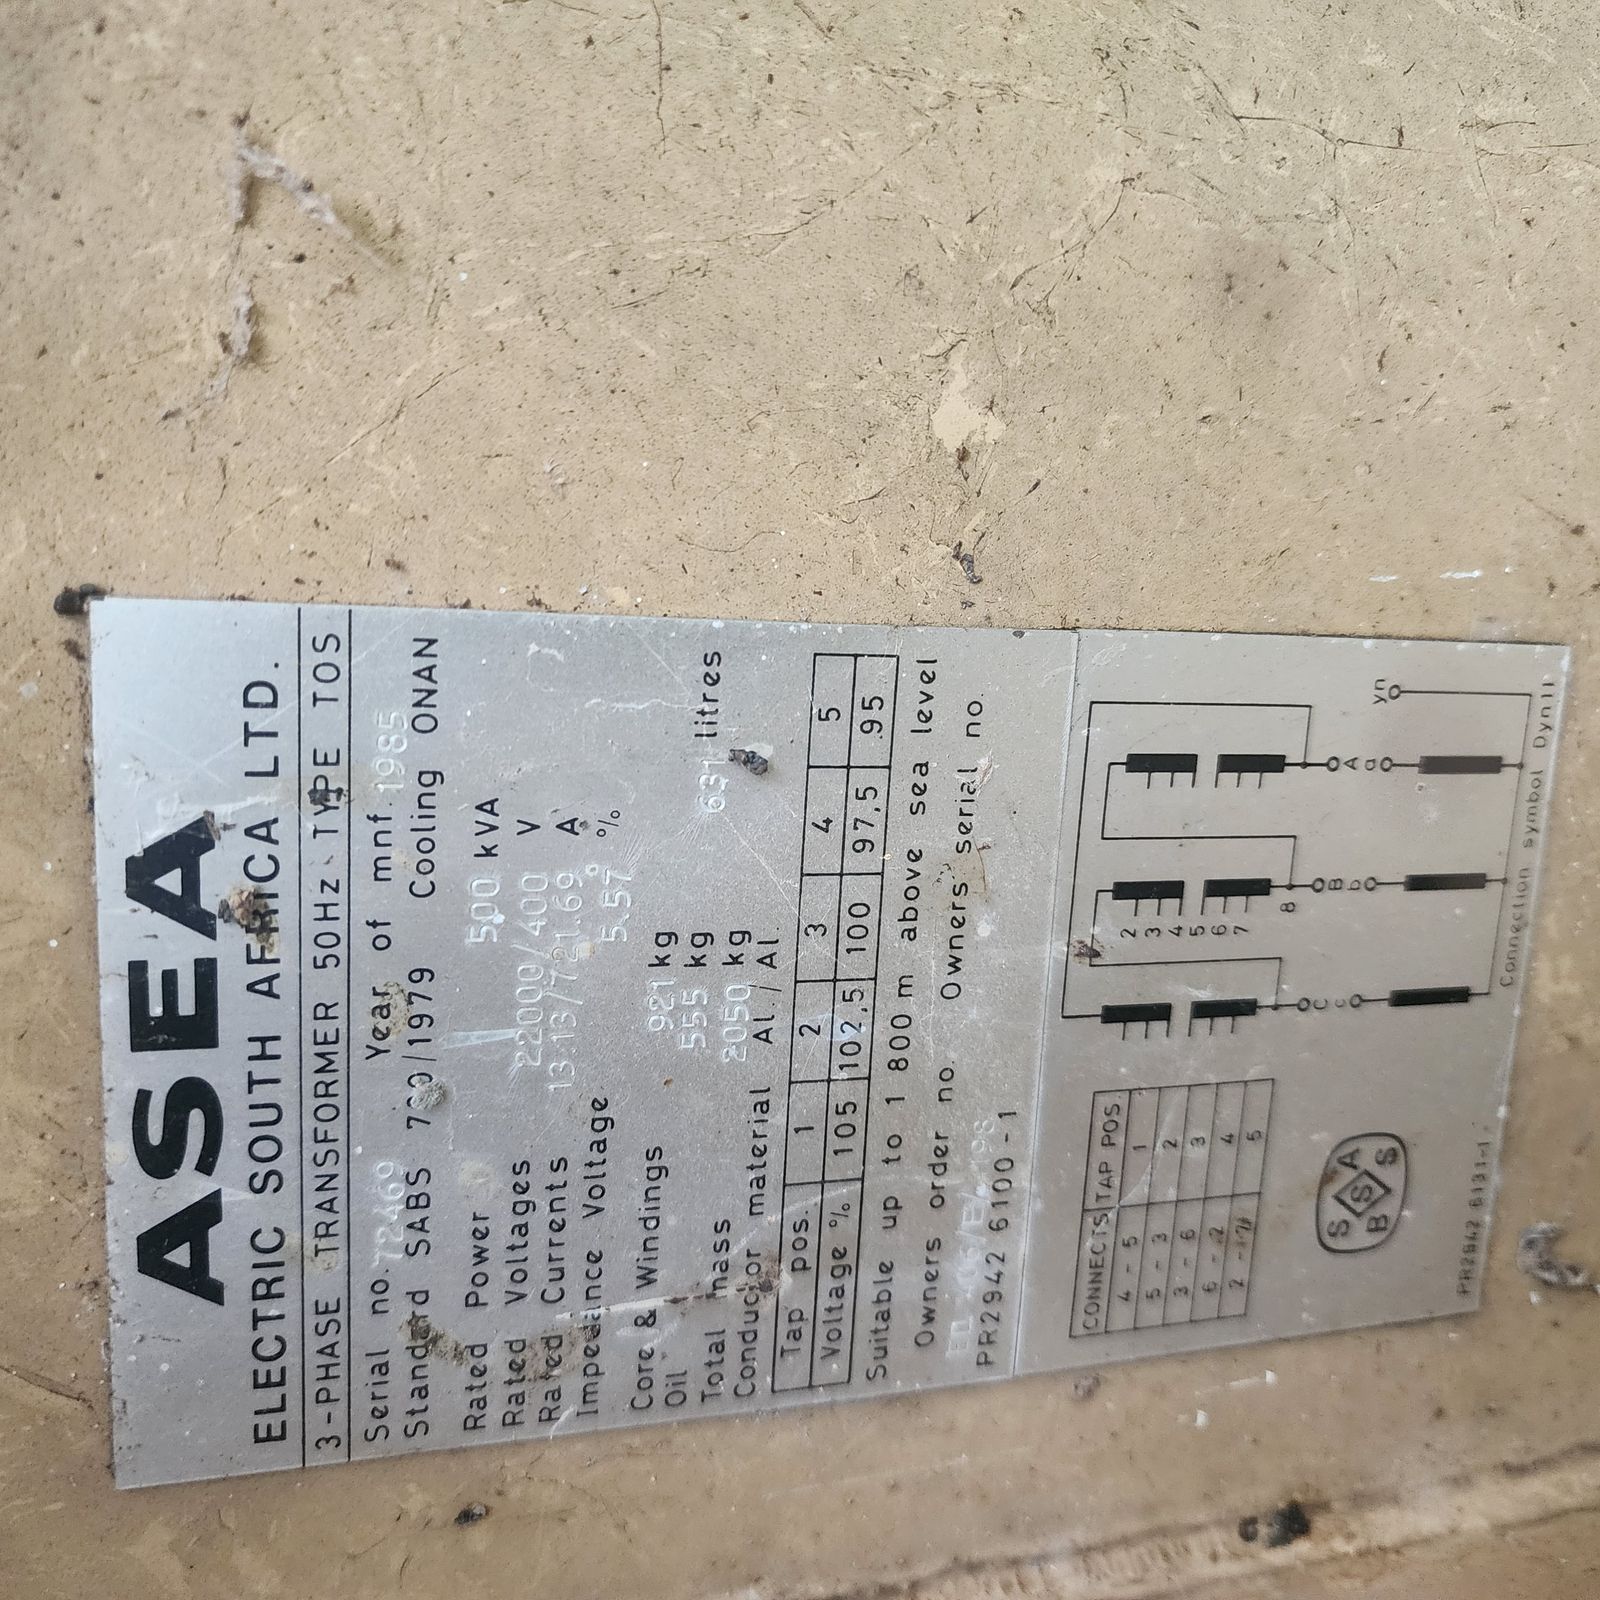 ASEA
ELECTRIC SOUTH AFRICA LTD.
3-PHASE TRANSFORMER 50Hz TYPE TOS
Serial no. 72469 Year of mnf. 1985
Standard SABS 780/1979 Cooling ONAN
Rated Power 500 kVA
Rated Voltages 22000/400 V
Rated Currents 13.13/721.69 A
Impedance Voltage 5.57 %
Core & Windings 921 kg
Oil 555 kg 631 litres
Total mass 2050 kg
Conductor material Al./Al.
Tap pos. 1 2 3 4 5
Voltage % 105 102,5 100 97,5 95
Suitable up to 1 800 m above sea level
Owners order no. Owners serial no.
PR2942 6100-1
CONNECTS TAP POS.
4 - 5 1
5 - 3 2
3 - 6 3
6 - 2 4
2 - 7 5
2
3
4
5
6
7
8
C B A yn
c b a
SABS
S
PR2942 6131-1 Connection symbol Dyn11